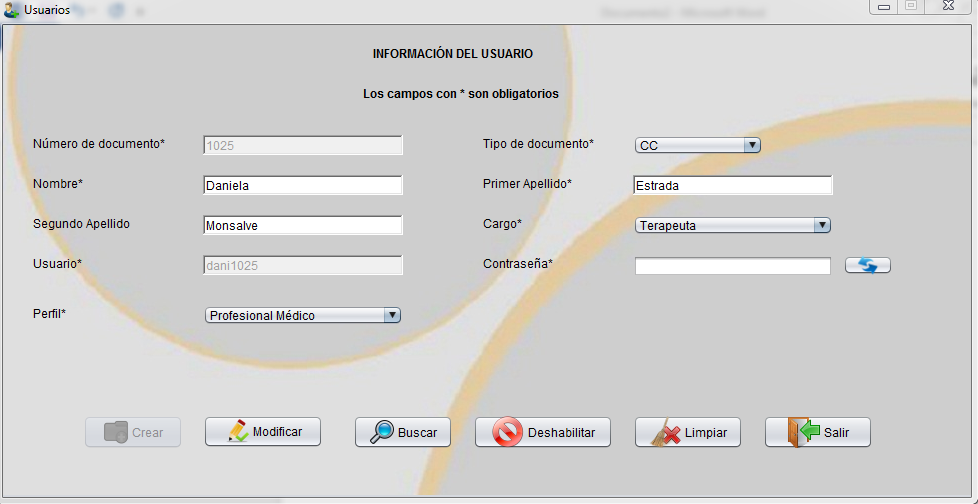 Usuarios
INFORMACIÓN DEL USUARIO
Los campos con * son obligatorios
Número de documento* 1025 Tipo de documento* CC
Nombre* Daniela Primer Apellido* Estrada
Segundo Apellido Monsalve Cargo* Terapeuta
Usuario* dani1025 Contraseña*
Perfil* Profesional Médico
Crear Modificar Buscar Deshabilitar Limpiar Salir